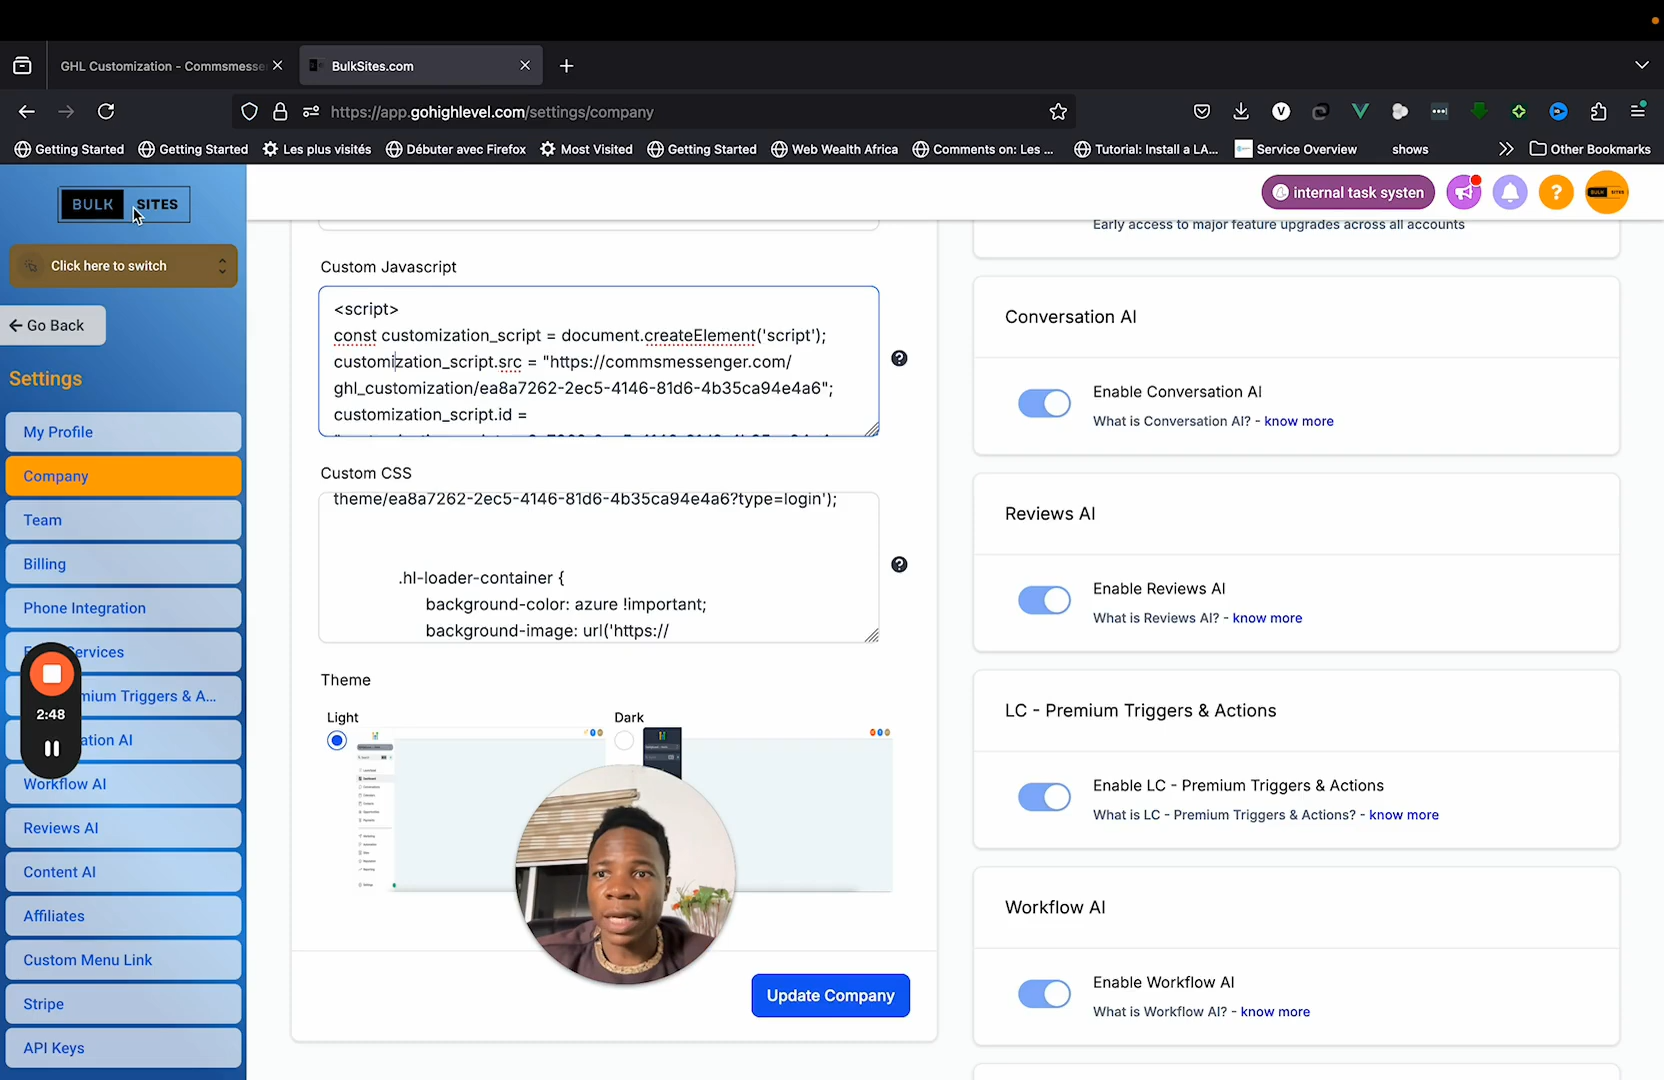 GHL Customization - Commsmesse
BulkSites.com
https://app.gohighlevel.com/settings/company
Getting Started
Getting Started
Les plus visités
Débuter avec Firefox
Most Visited
Getting Started
Web Wealth Africa
Comments on: Les ...
Tutorial: Install a LA...
Service Overview
shows
Other Bookmarks
BULK SITES
internal task systen
Click here to switch
Go Back
Settings
My Profile
Company
Team
Billing
Phone Integration
ervices
mium Triggers & A...
ation AI
Workflow AI
Reviews AI
Content AI
Affiliates
Custom Menu Link
Stripe
API Keys
2:48
Custom Javascript
<script>
const customization_script = document.createElement('script');
customization_script.src = "https://commsmessenger.com/
ghl_customization/ea8a7262-2ec5-4146-81d6-4b35ca94e4a6";
customization_script.id =
Custom CSS
theme/ea8a7262-2ec5-4146-81d6-4b35ca94e4a6?type=login');
.hl-loader-container {
background-color: azure !important;
background-image: url('https://
Theme
Light
Dark
Update Company
Early access to major feature upgrades across all accounts
Conversation AI
Enable Conversation AI
What is Conversation AI? - know more
Reviews AI
Enable Reviews AI
What is Reviews AI? - know more
LC - Premium Triggers & Actions
Enable LC - Premium Triggers & Actions
What is LC - Premium Triggers & Actions? - know more
Workflow AI
Enable Workflow AI
What is Workflow AI? - know more